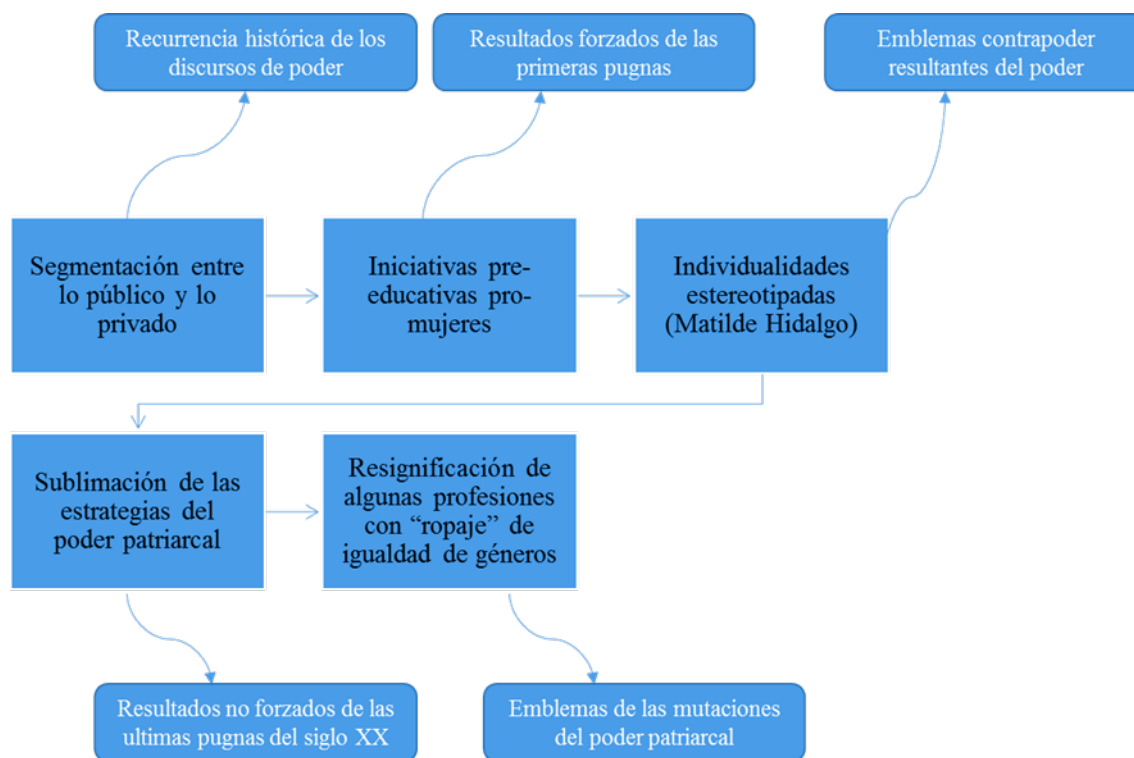 Recurrencia histórica de los
discursos de poder
Resultados forzados de las
primeras pugnas
Emblemas contrapoder
resultantes del poder
Segmentación entre
lo público y lo
privado
Iniciativas pre-
educativas pro-
mujeres
Individualidades
estereotipadas
(Matilde Hidalgo)
Sublimación de las
estrategias del
poder patriarcal
Resignificación de
algunas profesiones
con “ropaje” de
igualdad de géneros
Resultados no forzados de las
ultimas pugnas del siglo XX
Emblemas de las mutaciones
del poder patriarcal